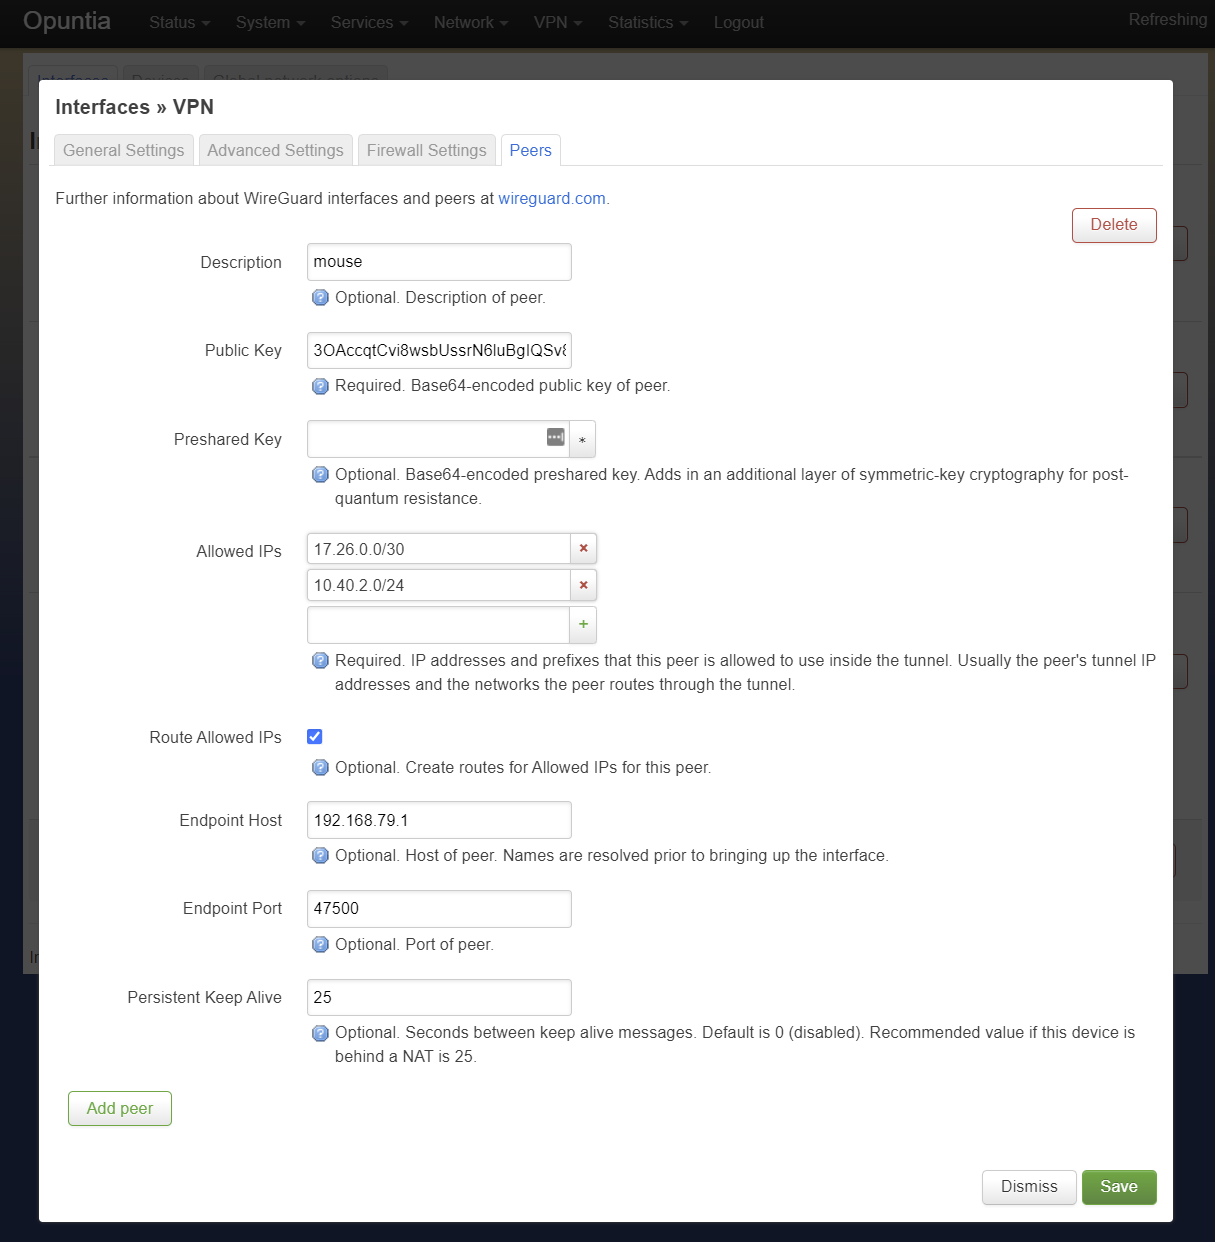 Opuntia Status System Services Network VPN Statistics Logout Refreshing
Interfaces Devices Global network options
Interfaces » VPN
General Settings Advanced Settings Firewall Settings Peers
Further information about WireGuard interfaces and peers at wireguard.com.
Delete
Description mouse
Optional. Description of peer.
Public Key
Required. Base64-encoded public key of peer.
Preshared Key *
Optional. Base64-encoded preshared key. Adds in an additional layer of symmetric-key cryptography for post-
quantum resistance.
Allowed IPs 17.26.0.0/30 ×
10.40.2.0/24 ×
+
Required. IP addresses and prefixes that this peer is allowed to use inside the tunnel. Usually the peer's tunnel IP
addresses and the networks the peer routes through the tunnel.
Route Allowed IPs
Optional. Create routes for Allowed IPs for this peer.
Endpoint Host 192.168.79.1
Optional. Host of peer. Names are resolved prior to bringing up the interface.
Endpoint Port 47500
Optional. Port of peer.
Persistent Keep Alive 25
Optional. Seconds between keep alive messages. Default is 0 (disabled). Recommended value if this device is
behind a NAT is 25.
Add peer
Dismiss Save